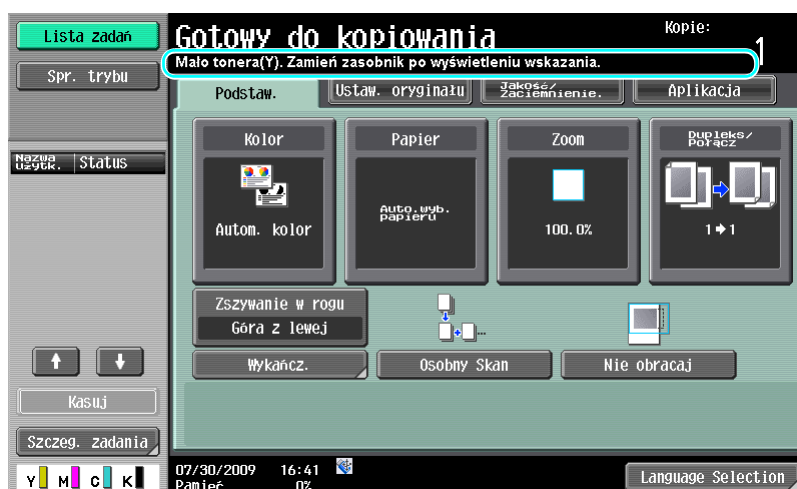 Lista zadań
Spr. trybu
Nazwa użytk.
Status
Kasuj
Szczeg. zadania
Y M C K
Gotowy do kopiowania
Kopie:
1
Mało tonera(Y). Zamień zasobnik po wyświetleniu wskazania.
Podstaw.
Ustaw. oryginału
Jakość/
Zaciemnienie.
Aplikacja
Kolor
Papier
Zoom
Dupleks/
Połącz
Autom. kolor
Auto.wyb.
papieru
100.0%
1 → 1
Zszywanie w rogu
Góra z lewej
Wykańcz.
Osobny Skan
Nie obracaj
07/30/2009 16:41
Pamięć 0%
Language Selection